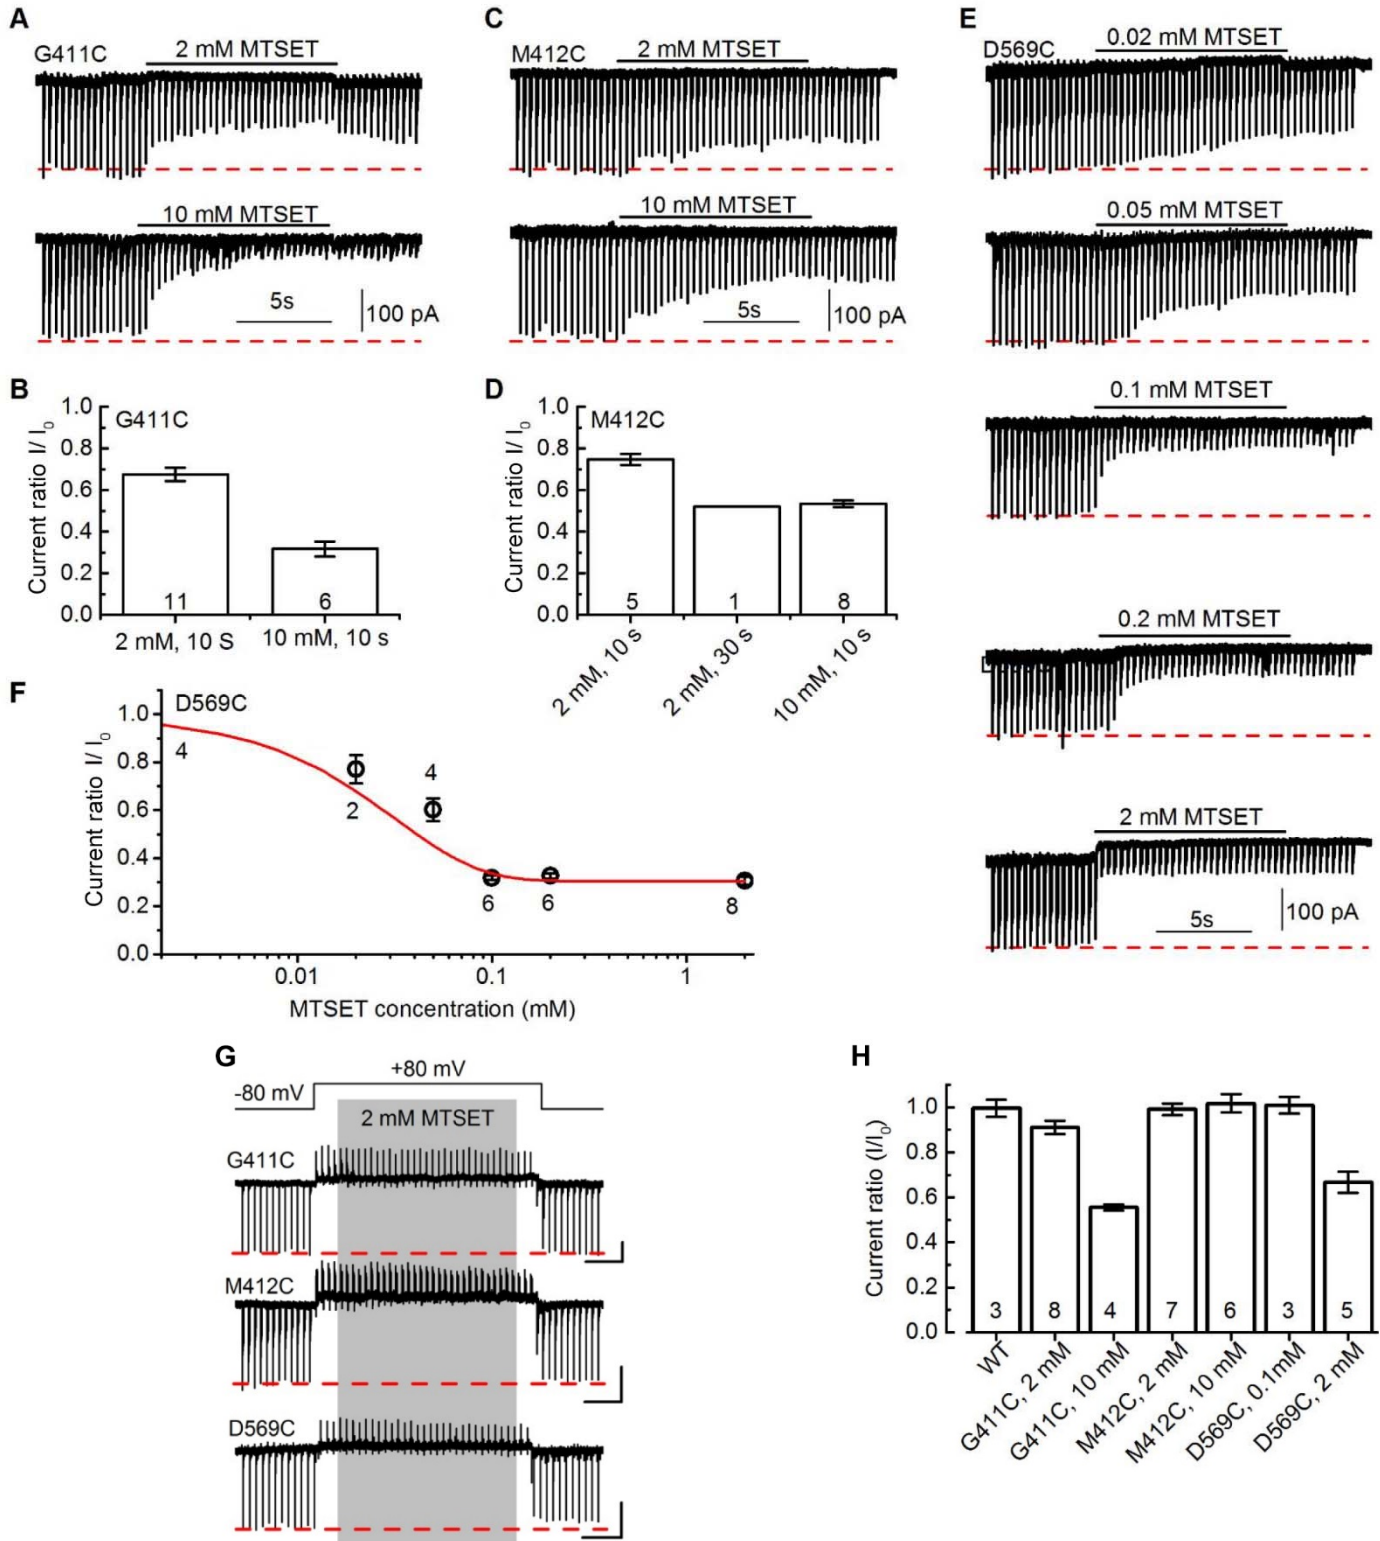 A
G411C
2 mM MTSET
10 mM MTSET
5s
100 pA
C
M412C
2 mM MTSET
10 mM MTSET
5s
100 pA
E
D569C
0.02 mM MTSET
0.05 mM MTSET
0.1 mM MTSET
0.2 mM MTSET
2 mM MTSET
5s
100 pA
B
G411C
Current ratio I/ I0
1.0
0.8
0.6
0.4
0.2
0.0
11
6
2 mM, 10 S
10 mM, 10 s
D
M412C
Current ratio I/ I0
1.0
0.8
0.6
0.4
0.2
0.0
5
1
8
2 mM, 10 s
2 mM, 30 s
10 mM, 10 s
F
D569C
Current ratio I/ I0
1.0
0.8
0.6
0.4
0.2
0.0
4
2
4
6
6
8
0.01
0.1
1
MTSET concentration (mM)
G
-80 mV
+80 mV
2 mM MTSET
G411C
M412C
D569C
H
Current ratio (I/I0)
1.0
0.8
0.6
0.4
0.2
0.0
3
8
4
7
6
3
5
WT
G411C, 2 mM
G411C, 10 mM
M412C, 2 mM
M412C, 10 mM
D569C, 0.1mM
D569C, 2 mM